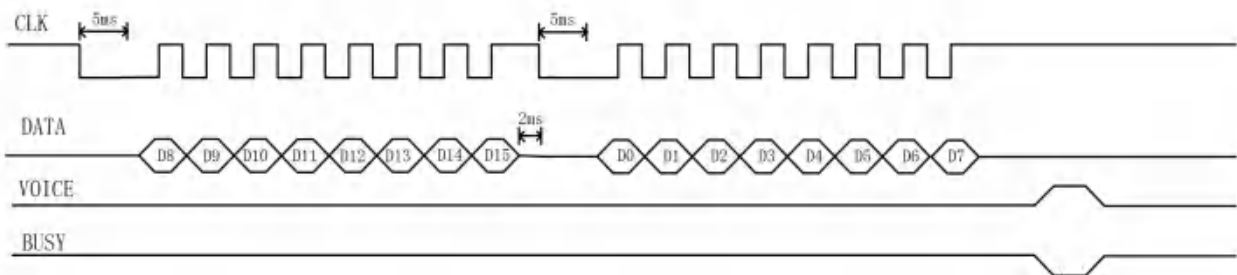 5ms 5ms
CLK
2ms
DATA
D8 D9 D10 D11 D12 D13 D14 D15 D0 D1 D2 D3 D4 D5 D6 D7
VOICE
BUSY